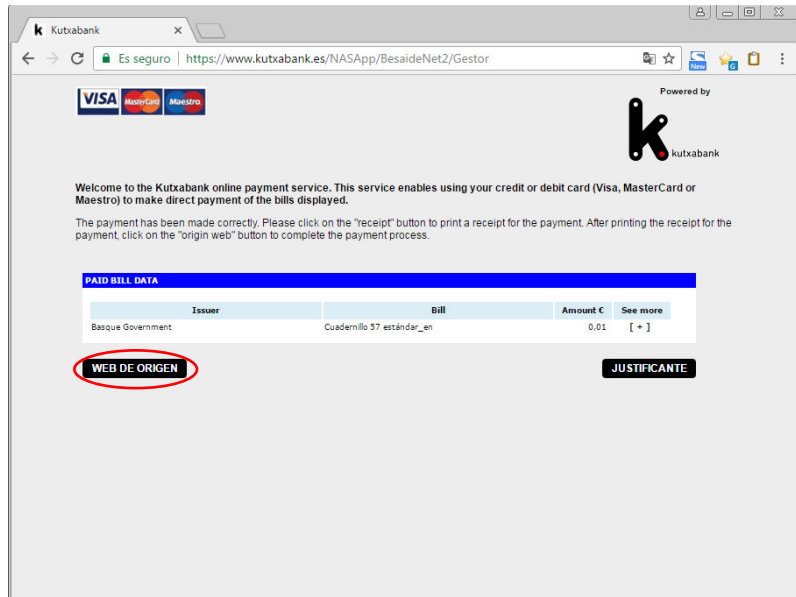 Kutxabank
Es seguro https://www.kutxabank.es/NASApp/BesaideNet2/Gestor
New
G
VISA MasterCard Maestro
Powered by
kutxabank
Welcome to the Kutxabank online payment service. This service enables using your credit or debit card (Visa, MasterCard or
Maestro) to make direct payment of the bills displayed.
The payment has been made correctly. Please click on the "receipt" button to print a receipt for the payment. After printing the receipt for the
payment, click on the "origin web" button to complete the payment process.
PAID BILL DATA
Issuer Bill Amount € See more
Basque Government Cuadernillo 57 estándar_en 0,01 [ + ]
WEB DE ORIGEN JUSTIFICANTE